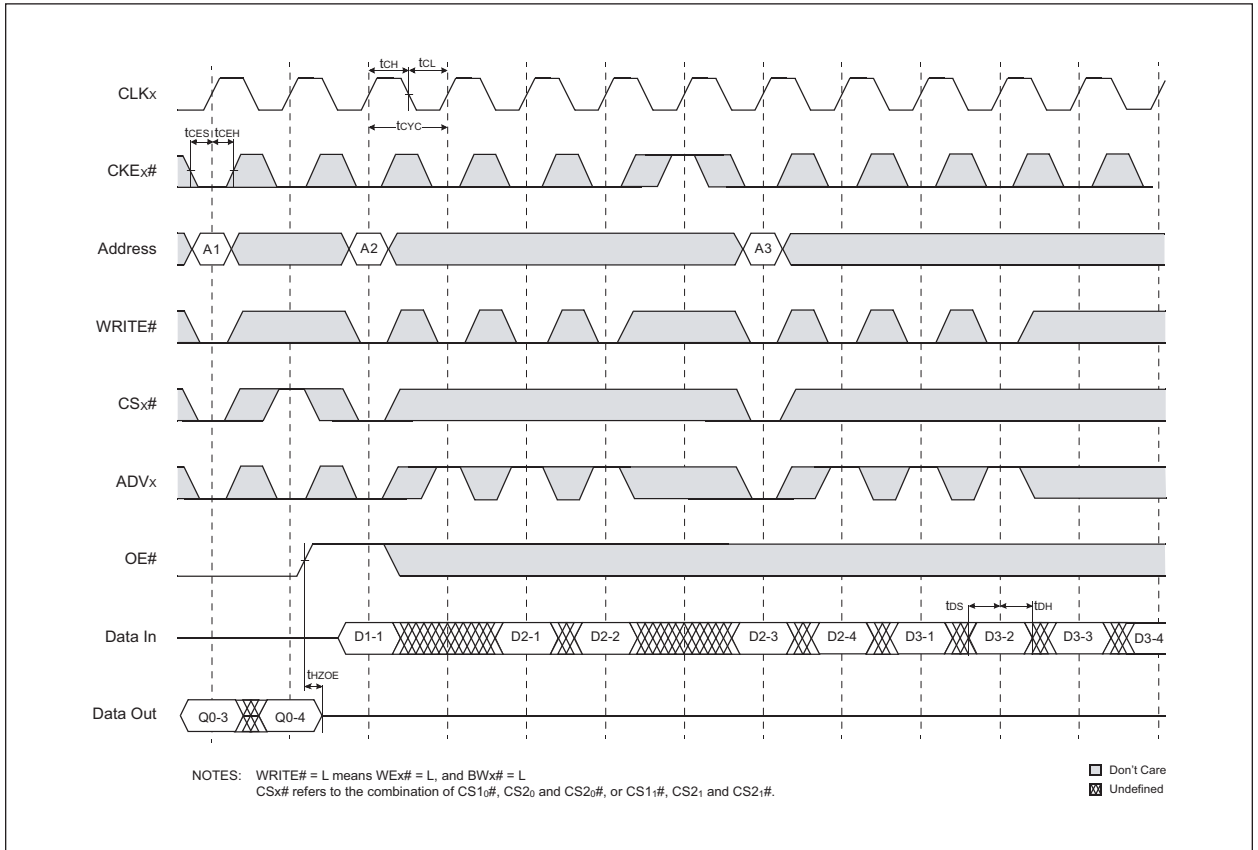 tCH tCL
CLKx
tCYC
tCES tCEH
CKEx#
Address A1 A2 A3
WRITE#
CSx#
ADVx
OE#
tDS tDH
Data In D1-1 D2-1 D2-2 D2-3 D2-4 D3-1 D3-2 D3-3 D3-4
tHZOE
Data Out Q0-3 Q0-4
NOTES: WRITE# = L means WEx# = L, and BWx# = L
CSx# refers to the combination of CS1₀#, CS2₀ and CS2₀#, or CS1₁#, CS2₁ and CS2₁#.
Don't Care
Undefined